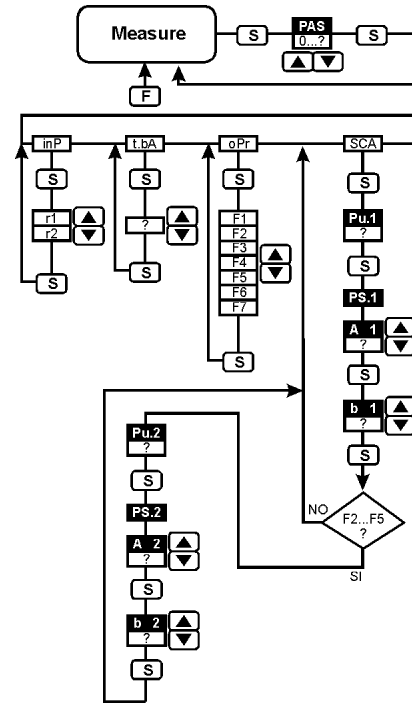 Measure
S
PAS
0...?
S
F
inP
t.bA
oPr
SCA
S
S
S
S
r1
r2
?
F1
F2
F3
F4
F5
F6
F7
Pu.1
?
S
S
S
PS.1
A 1
?
S
S
b 1
?
S
Pu.2
?
S
PS.2
A 2
?
S
b 2
?
S
NO
F2...F5
?
SI